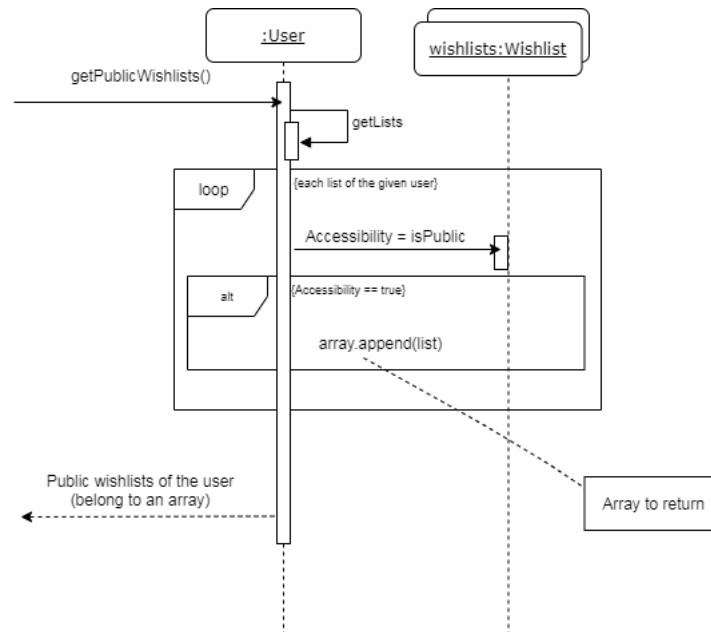 :User
wishlists:Wishlist
getPublicWishlists()
getLists
loop
{each list of the given user}
Accessibility = isPublic
alt
{Accessibility == true}
array.append(list)
Public wishlists of the user
(belong to an array)
Array to return